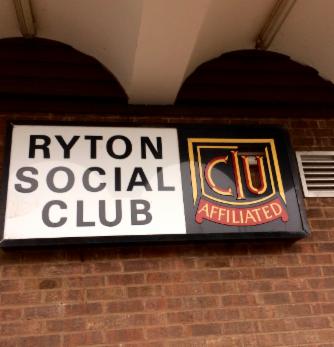 RYTON
SOCIAL
CLUB
CIU
AFFILIATED